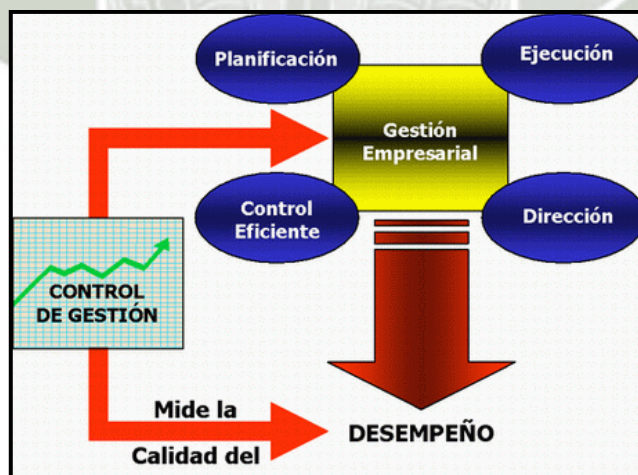 Planificación
Ejecución
Gestión
Empresarial
Control
Eficiente
Dirección
CONTROL
DE GESTIÓN
Mide la
Calidad del
DESEMPEÑO